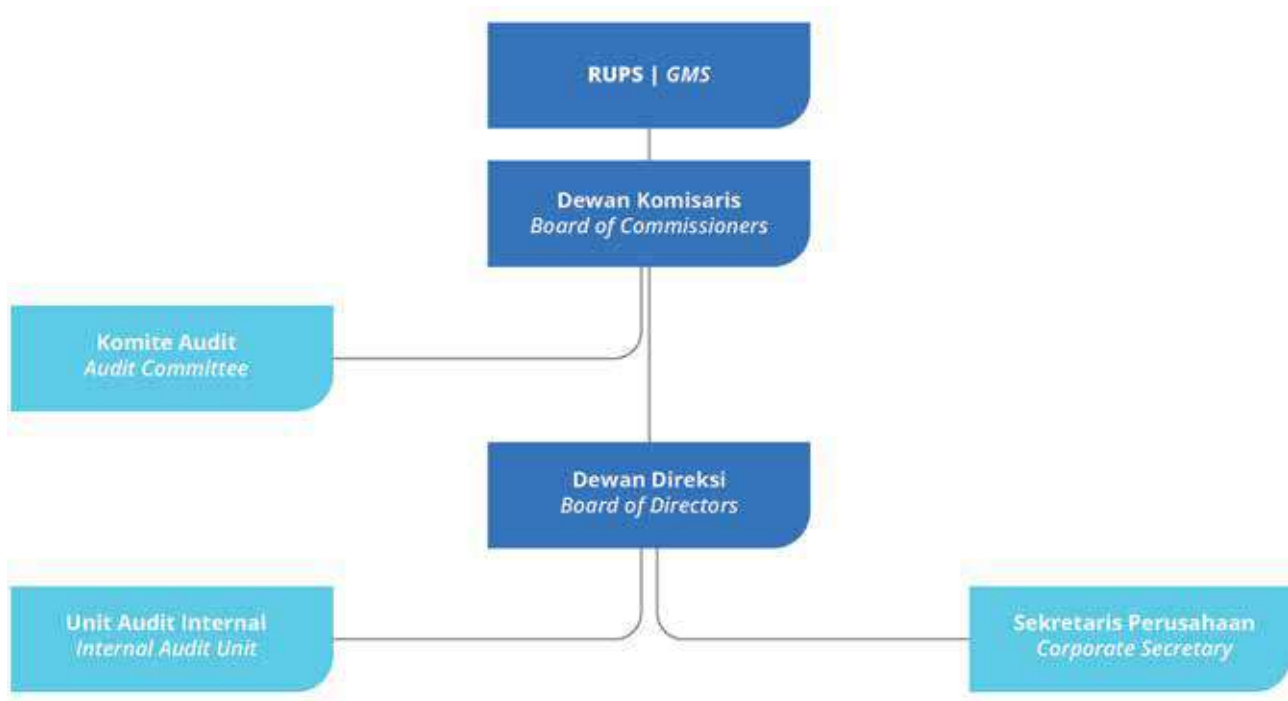 RUPS | GMS
Dewan Komisaris
Board of Commissioners
Komite Audit
Audit Committee
Dewan Direksi
Board of Directors
Unit Audit Internal
Internal Audit Unit
Sekretaris Perusahaan
Corporate Secretary